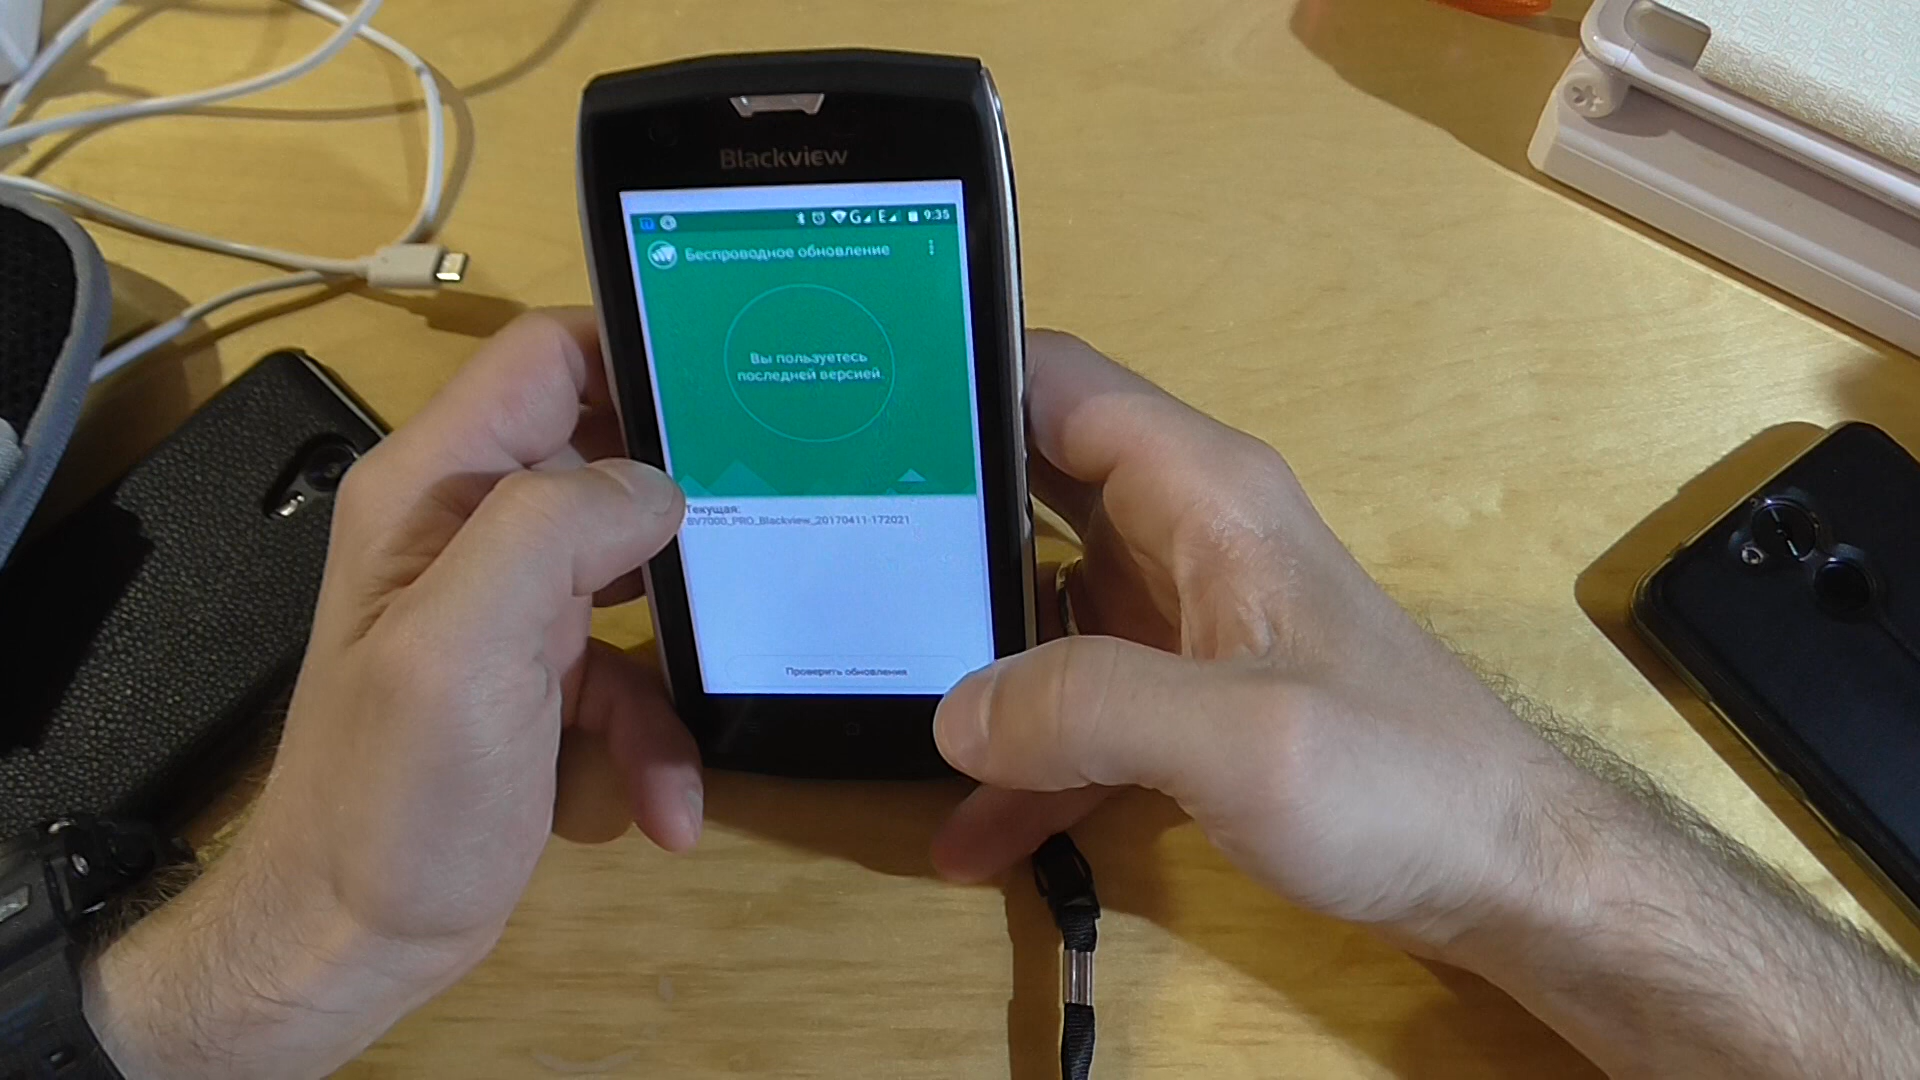 Blackview
G E 9:35
Беспроводное обновление
Вы пользуетесь
последней версией.
Текущая:
BV7000_PRO_Blackview_20170411-172021
Проверить обновления